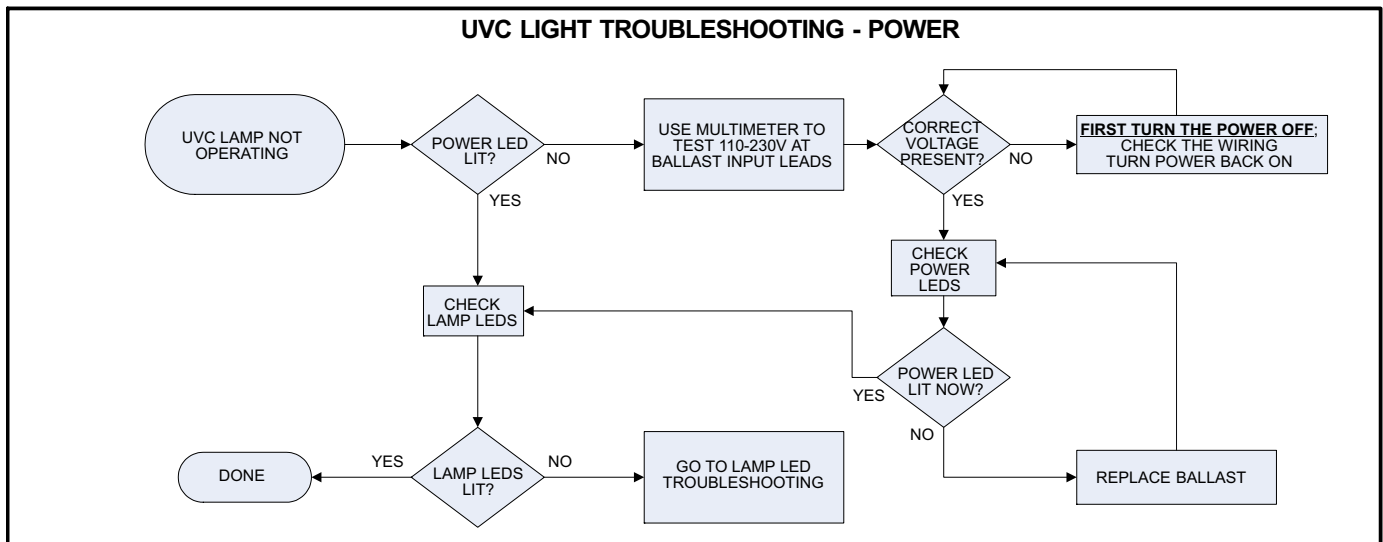 UVC LIGHT TROUBLESHOOTING - POWER
UVC LAMP NOT
OPERATING
POWER LED
LIT?
NO
YES
USE MULTIMETER TO
TEST 110-230V AT
BALLAST INPUT LEADS
CORRECT
VOLTAGE
PRESENT?
NO
YES
FIRST TURN THE POWER OFF;
CHECK THE WIRING
TURN POWER BACK ON
CHECK
POWER
LEDS
CHECK
LAMP LEDS
POWER LED
LIT NOW?
YES
NO
REPLACE BALLAST
LAMP LEDS
LIT?
YES
NO
DONE
GO TO LAMP LED
TROUBLESHOOTING